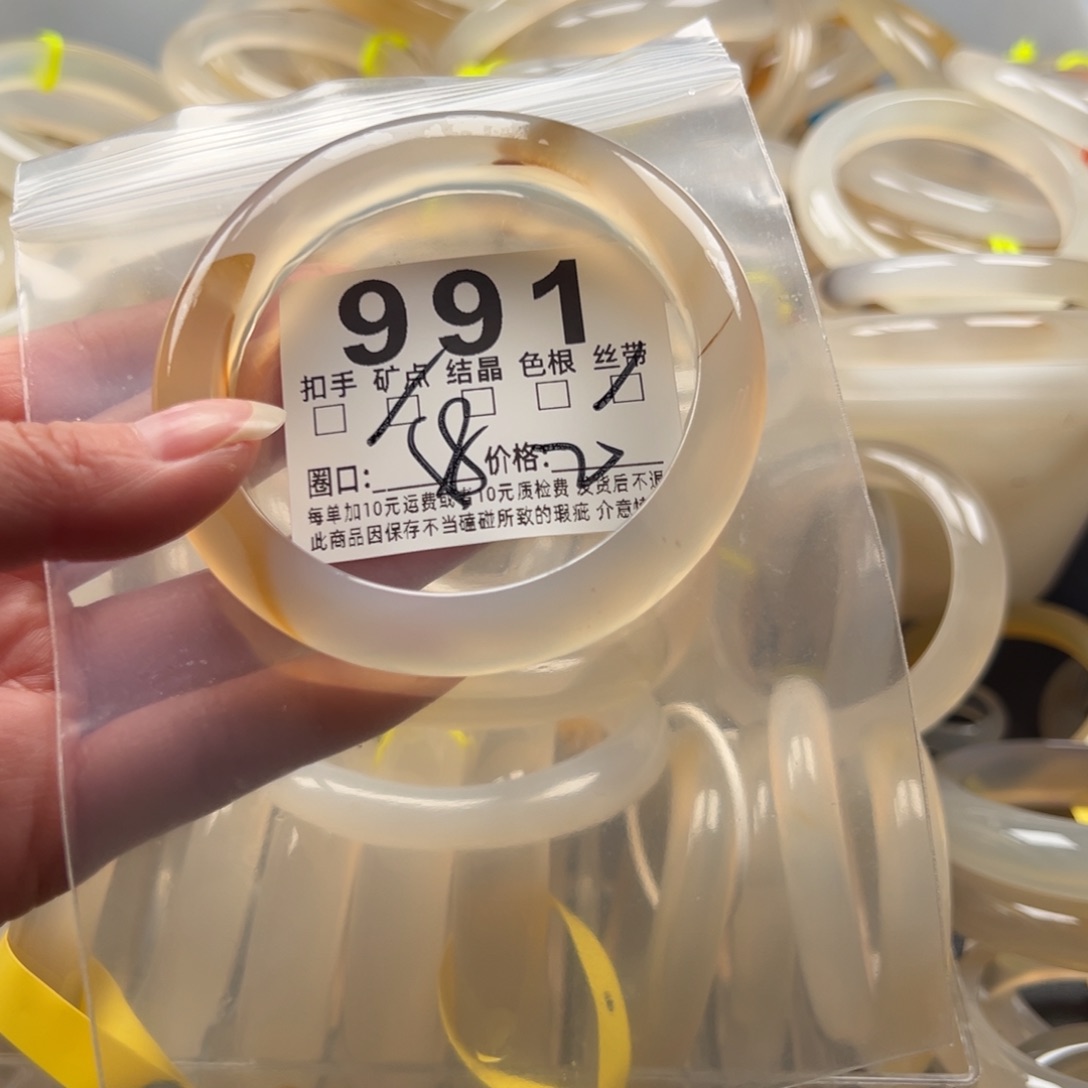 991
扣手 矿点 结晶 色根 丝带
圈口: 58 价格: 2
每单加10元运费或者10元质检费 发货后不退
此商品因保存不当磕碰所致的瑕疵 介意